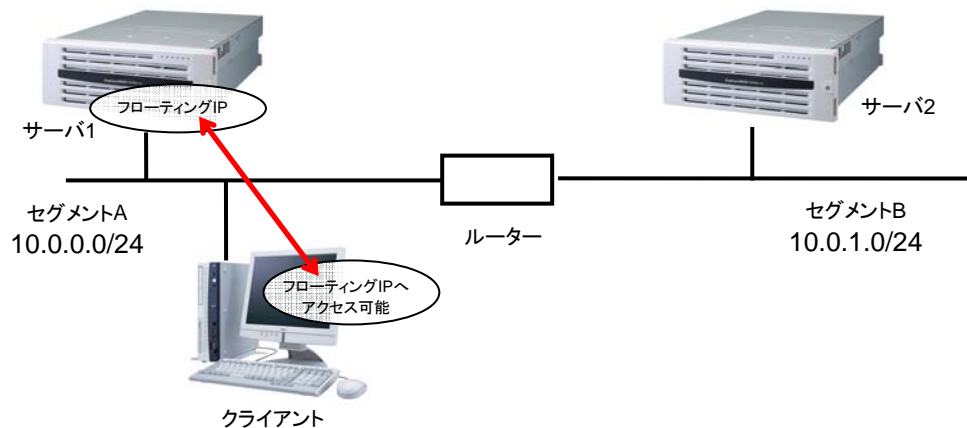 フローティングIP
サーバ1
サーバ2
セグメントA
10.0.0.0/24
ルーター
セグメントB
10.0.1.0/24
フローティングIPへ
アクセス可能
クライアント